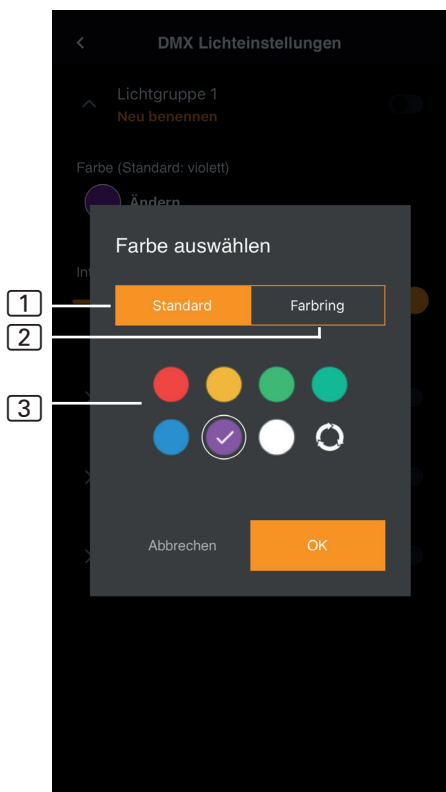 DMX Lichteinstellungen
Lichtgruppe 1
Neu benennen
Farbe (Standard: violett)
Ändern
Int
Farbe auswählen
1
Standard
Farbring
2
3
Abbrechen
OK